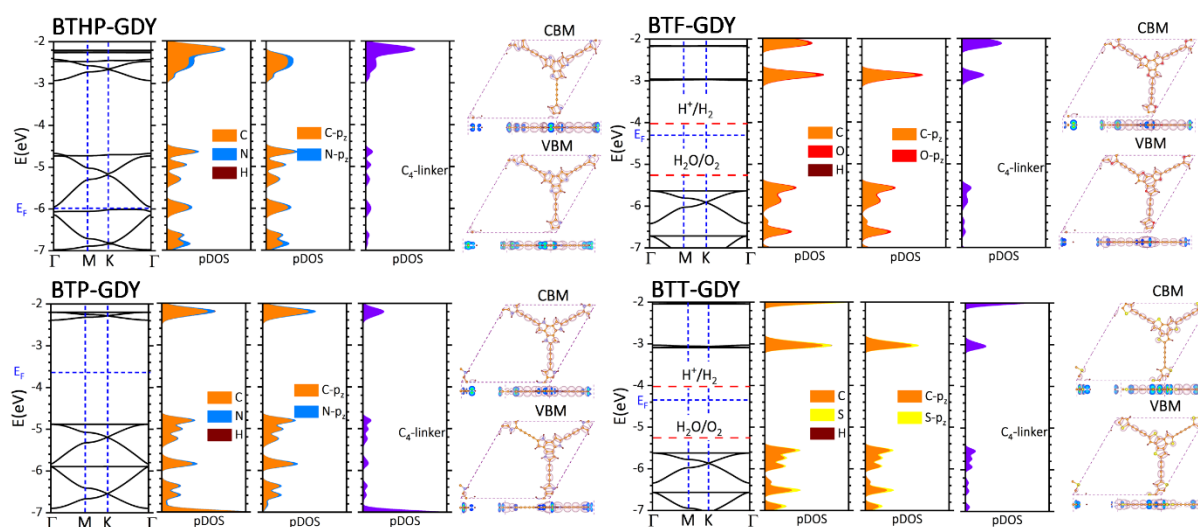 BTHP-GDY
-2
-3
-4
-5
-6
-7
E(eV)
E_F
Γ M K Γ
C
N
H
pDOS
C-p_z
N-p_z
pDOS
C₄-linker
pDOS
CBM
VBM
BTF-GDY
-2
-3
-4
-5
-6
-7
E(eV)
H⁺/H₂
E_F
H₂O/O₂
Γ M K Γ
C
O
H
pDOS
C-p_z
O-p_z
pDOS
C₄-linker
pDOS
CBM
VBM
BTP-GDY
-2
-3
-4
-5
-6
-7
E(eV)
E_F
Γ M K Γ
C
N
H
pDOS
C-p_z
N-p_z
pDOS
C₄-linker
pDOS
CBM
VBM
BTT-GDY
-2
-3
-4
-5
-6
-7
E(eV)
H⁺/H₂
E_F
H₂O/O₂
Γ M K Γ
C
S
H
pDOS
C-p_z
S-p_z
pDOS
C₄-linker
pDOS
CBM
VBM